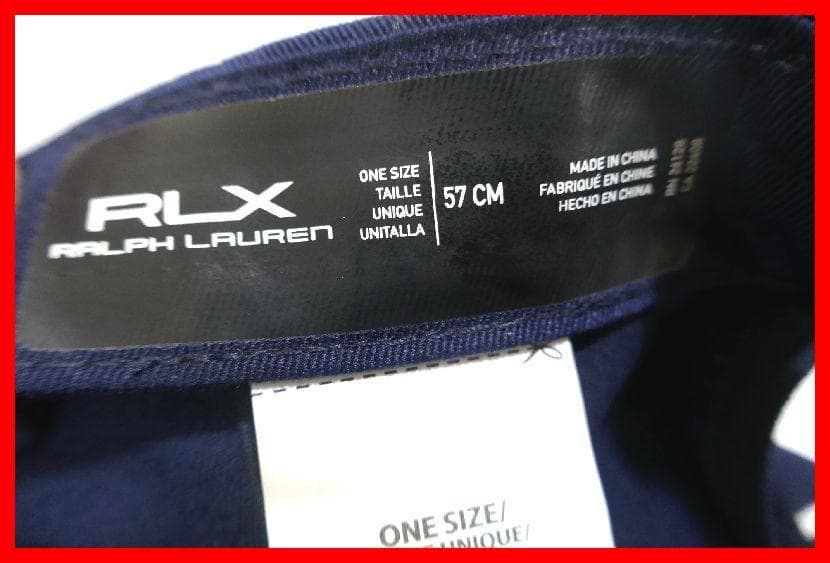 RLX
RALPH LAUREN
ONE SIZE
TAILLE
UNIQUE
UNITALLA
57 CM
MADE IN CHINA
FABRIQUÉ EN CHINE
HECHO EN CHINA
ONE SIZE/
UNIQUE/